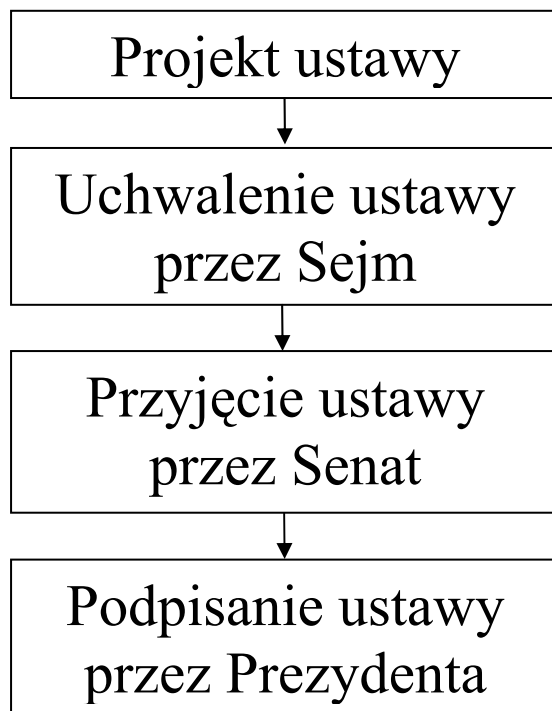 Projekt ustawy
Uchwalenie ustawy
przez Sejm
Przyjęcie ustawy
przez Senat
Podpisanie ustawy
przez Prezydenta